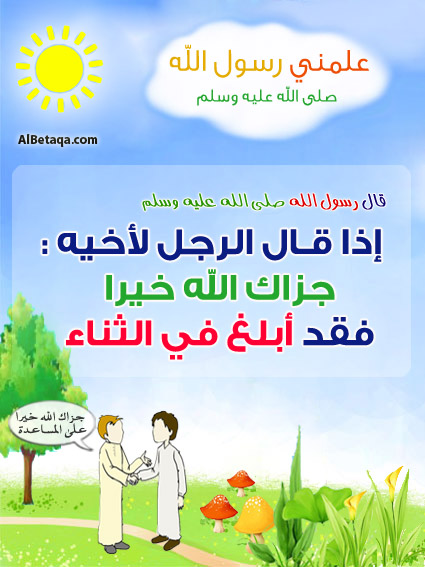 علمني رسول الله
صلى الله عليه وسلم
AlBetaqa.com
قال رسول الله صلى الله عليه وسلم
إذا قـال الرجل لأخيه :
جزاك الله خيرا
فقد أبلغ في الثناء
جزاك الله خيرا
على المساعدة